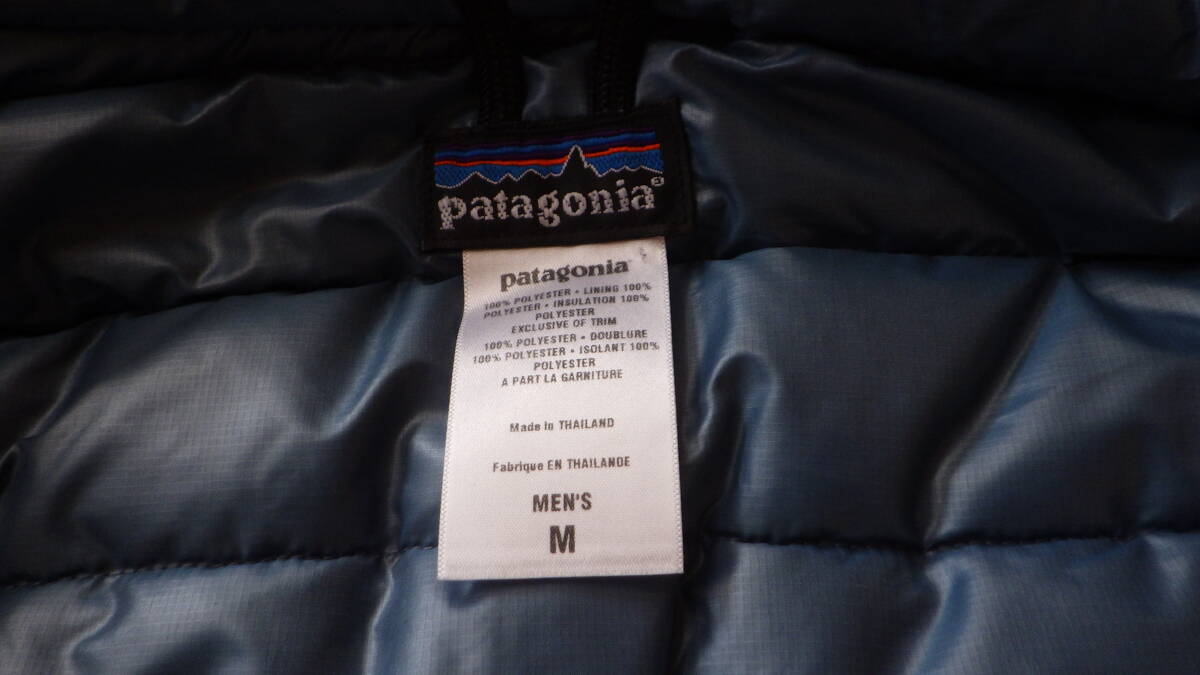 patagonia®
patagonia®
100% POLYESTER • LINING 100%
POLYESTER • INSULATION 100%
POLYESTER
EXCLUSIVE OF TRIM
100% POLYESTER • DOUBLURE
100% POLYESTER • ISOLANT 100%
POLYESTER
A PART LA GARNITURE
Made in THAILAND
Fabrique EN THAILANDE
MEN'S
M